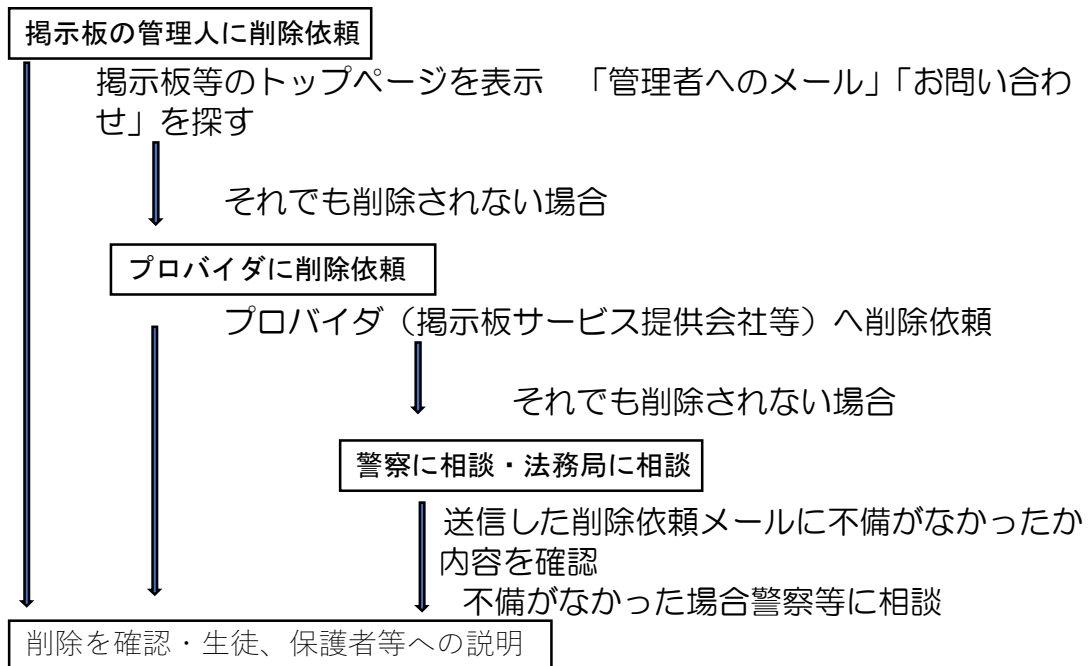 掲示板の管理人に削除依頼
掲示板等のトップページを表示　「管理者へのメール」「お問い合わ
せ」を探す
それでも削除されない場合
プロバイダに削除依頼
プロバイダ（掲示板サービス提供会社等）へ削除依頼
それでも削除されない場合
警察に相談・法務局に相談
送信した削除依頼メールに不備がなかったか
内容を確認
不備がなかった場合警察等に相談
削除を確認・生徒、保護者等への説明